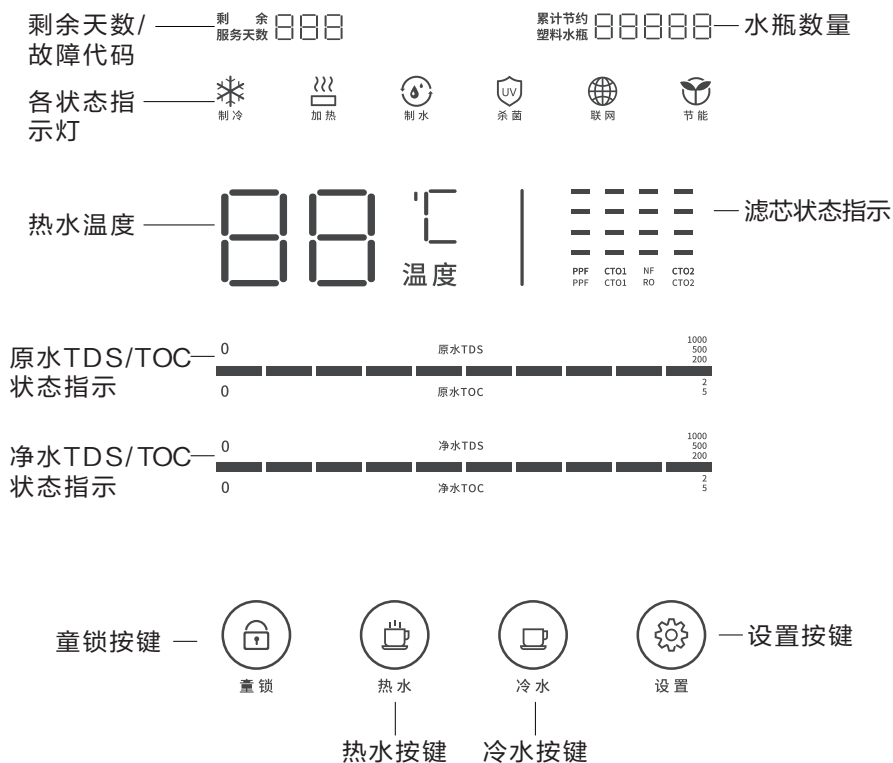 剩余天数/
故障代码
剩 余
服务天数 888
累计节约
塑料水瓶 88888
水瓶数量
各状态指
示灯
制冷 加热 制水 UV 杀菌 联网 节能
热水温度
88℃
温度
滤芯状态指示
PPF CTO1 NF CTO2
PPF CTO1 RO CTO2
原水TDS/TOC
状态指示
0 原水TDS 1000
500
200
0 原水TOC 2
5
净水TDS/TOC
状态指示
0 净水TDS 1000
500
200
0 净水TOC 2
5
童锁按键
设置按键
童锁 热水 冷水 设置
热水按键 冷水按键